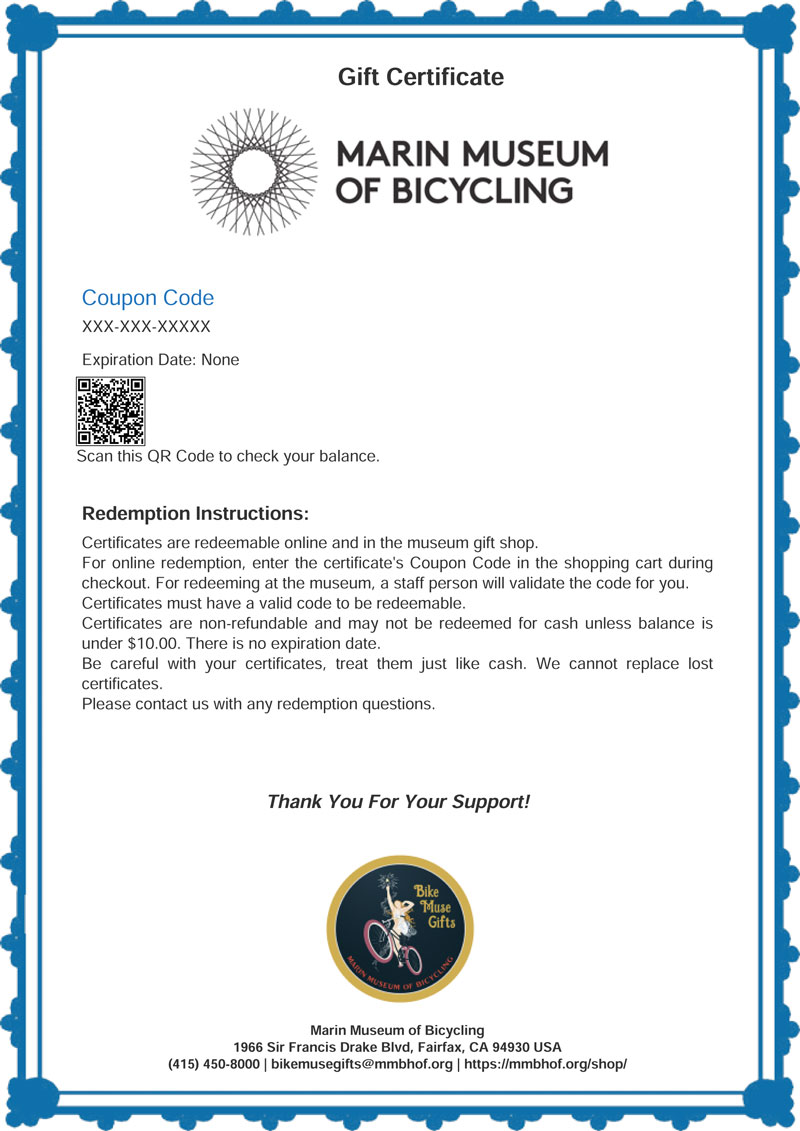 Gift Certificate
MARIN MUSEUM
OF BICYCLING
Coupon Code
XXX-XXX-XXXXX
Expiration Date: None
Scan this QR Code to check your balance.
Redemption Instructions:
Certificates are redeemable online and in the museum gift shop.
For online redemption, enter the certificate's Coupon Code in the shopping cart during
checkout. For redeeming at the museum, a staff person will validate the code for you.
Certificates must have a valid code to be redeemable.
Certificates are non-refundable and may not be redeemed for cash unless balance is
under $10.00. There is no expiration date.
Be careful with your certificates, treat them just like cash. We cannot replace lost
certificates.
Please contact us with any redemption questions.
Thank You For Your Support!
Bike
Muse
Gifts
MARIN MUSEUM OF BICYCLING
Marin Museum of Bicycling
1966 Sir Francis Drake Blvd, Fairfax, CA 94930 USA
(415) 450-8000 | bikemusegifts@mmbhof.org | https://mmbhof.org/shop/